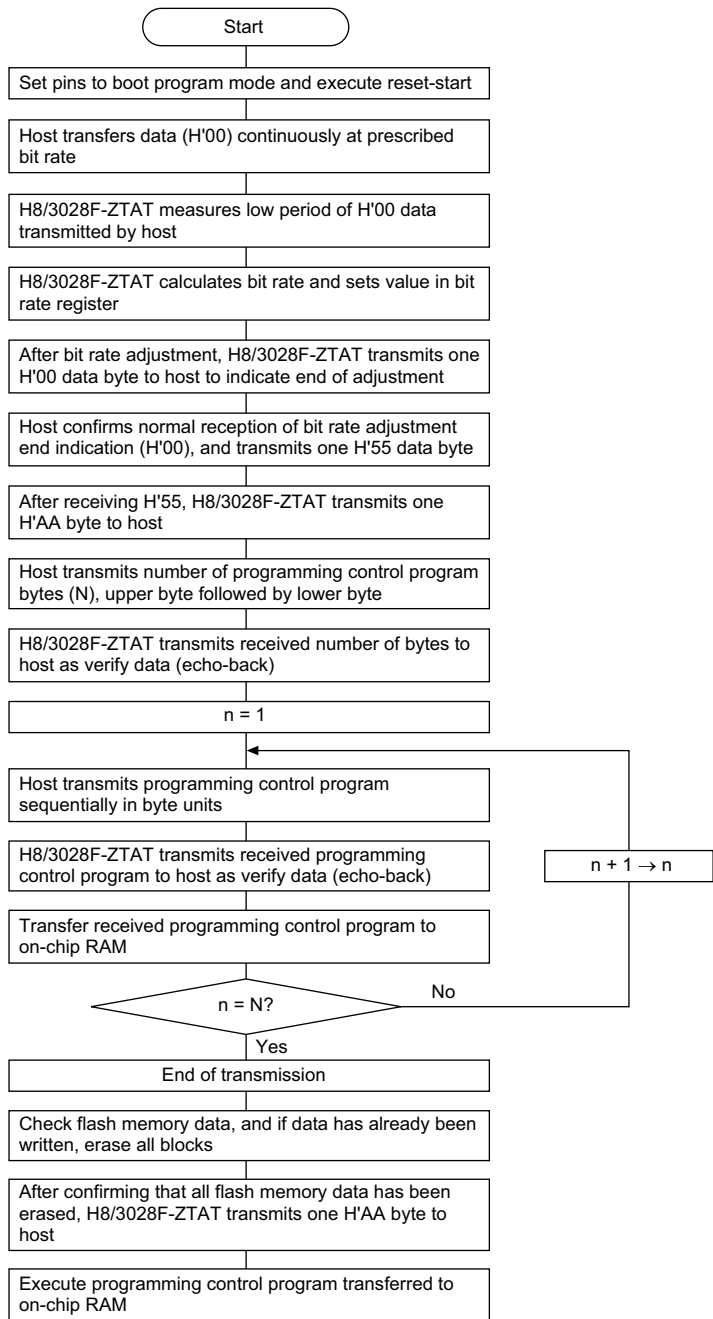 Start
Set pins to boot program mode and execute reset-start
Host transfers data (H'00) continuously at prescribed
bit rate
H8/3028F-ZTAT measures low period of H'00 data
transmitted by host
H8/3028F-ZTAT calculates bit rate and sets value in bit
rate register
After bit rate adjustment, H8/3028F-ZTAT transmits one
H'00 data byte to host to indicate end of adjustment
Host confirms normal reception of bit rate adjustment
end indication (H'00), and transmits one H'55 data byte
After receiving H'55, H8/3028F-ZTAT transmits one
H'AA byte to host
Host transmits number of programming control program
bytes (N), upper byte followed by lower byte
H8/3028F-ZTAT transmits received number of bytes to
host as verify data (echo-back)
n = 1
Host transmits programming control program
sequentially in byte units
H8/3028F-ZTAT transmits received programming
control program to host as verify data (echo-back)
n + 1 → n
Transfer received programming control program to
on-chip RAM
n = N?
No
Yes
End of transmission
Check flash memory data, and if data has already been
written, erase all blocks
After confirming that all flash memory data has been
erased, H8/3028F-ZTAT transmits one H'AA byte to
host
Execute programming control program transferred to
on-chip RAM